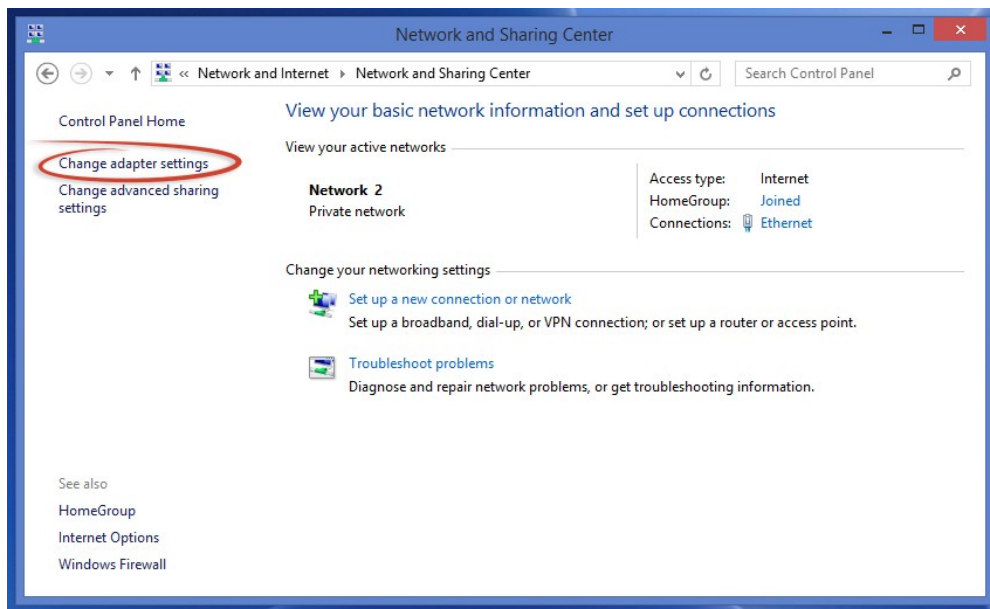 Network and Sharing Center
« Network and Internet Network and Sharing Center
Search Control Panel
Control Panel Home
Change adapter settings
Change advanced sharing
settings
View your basic network information and set up connections
View your active networks
Network 2
Private network
Access type: Internet
HomeGroup: Joined
Connections: Ethernet
Change your networking settings
Set up a new connection or network
Set up a broadband, dial-up, or VPN connection; or set up a router or access point.
Troubleshoot problems
Diagnose and repair network problems, or get troubleshooting information.
See also
HomeGroup
Internet Options
Windows Firewall